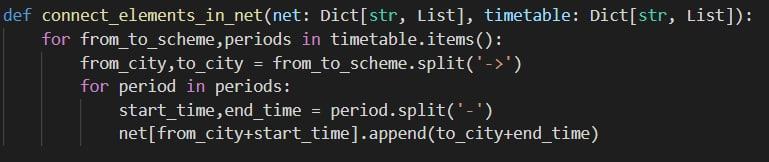 def connect_elements_in_net(net: Dict[str, List], timetable: Dict[str, List]):
    for from_to_scheme,periods in timetable.items():
        from_city,to_city = from_to_scheme.split('->')
        for period in periods:
            start_time,end_time = period.split('-')
            net[from_city+start_time].append(to_city+end_time)